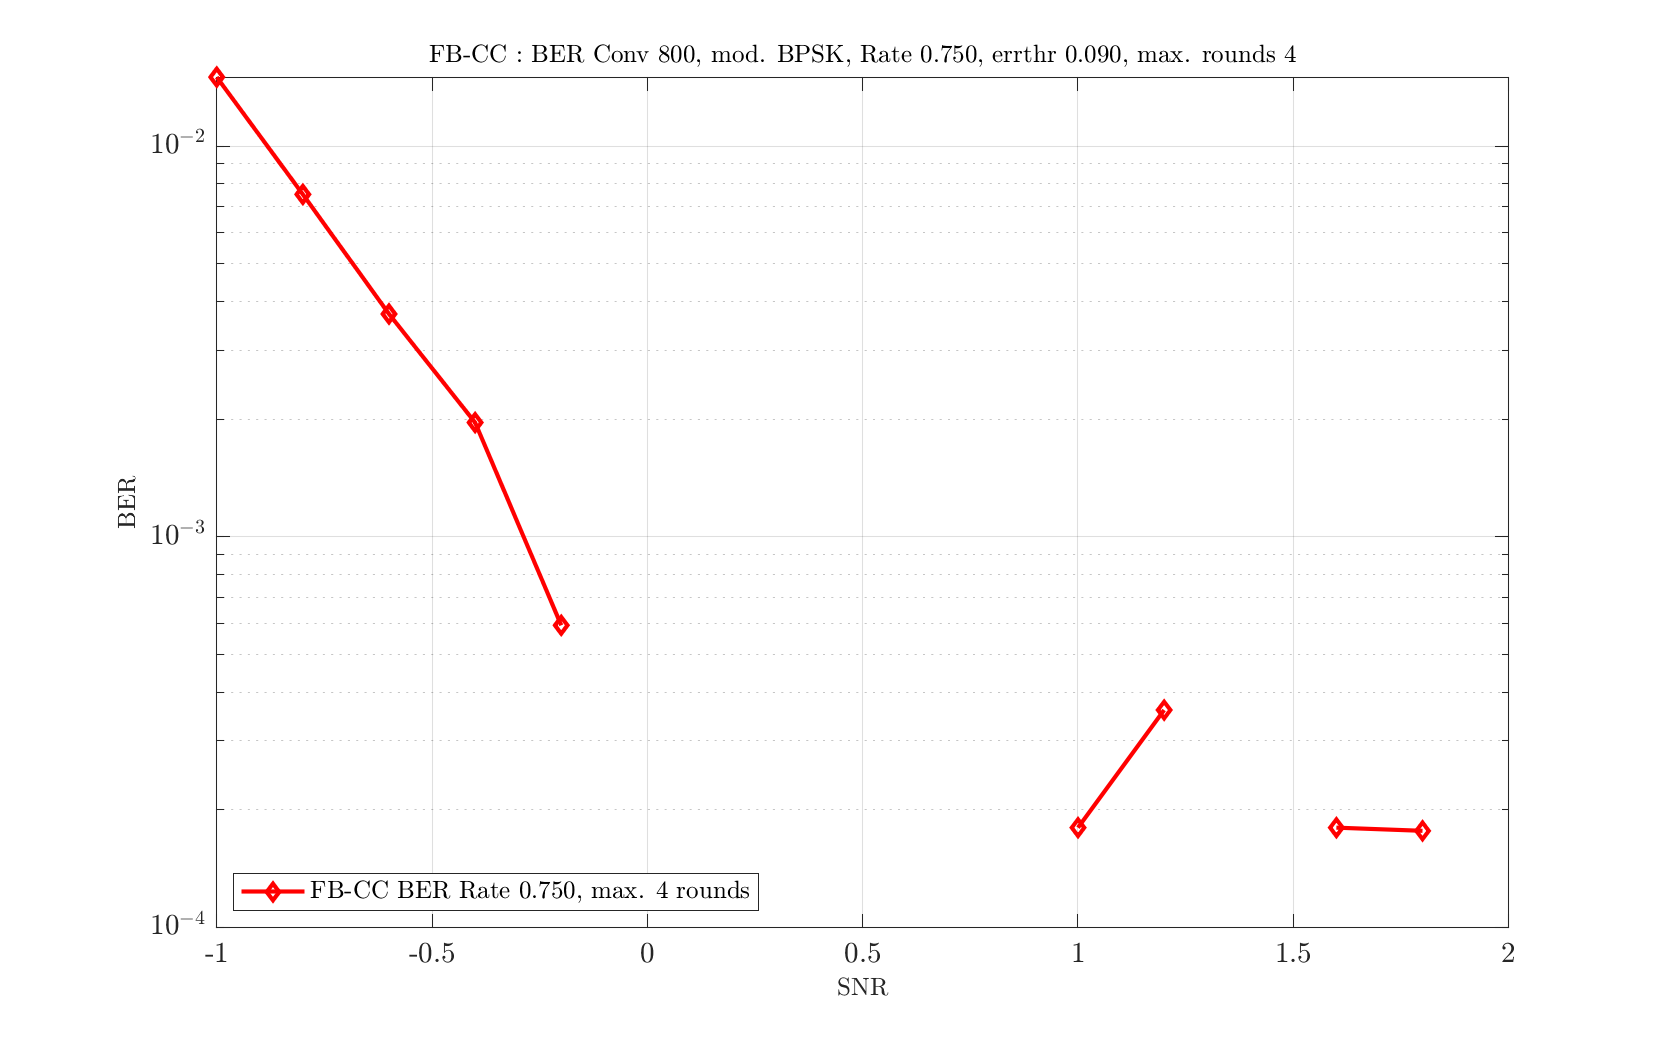 FB-CC : BER Conv 800, mod. BPSK, Rate 0.750, errthr 0.090, max. rounds 4
10⁻²
10⁻³
10⁻⁴
BER
FB-CC BER Rate 0.750, max. 4 rounds
-1 -0.5 0 0.5 1 1.5 2
SNR